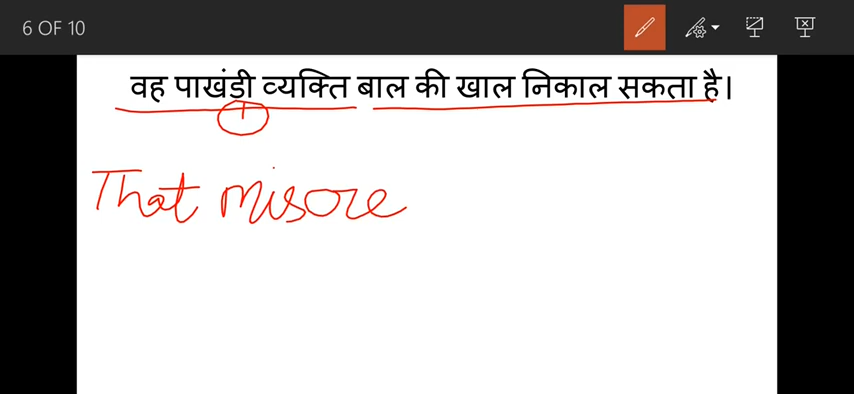 6 OF 10
वह पाखंडी व्यक्ति बाल की खाल निकाल सकता है।
That misore